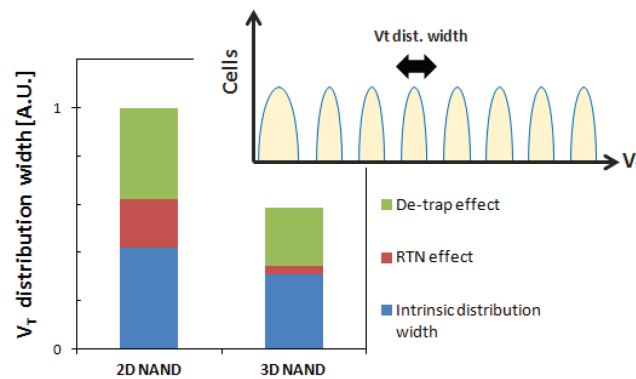 Vt dist. width
Cells
V
V_T distribution width [A.U.]
1
0
2D NAND
3D NAND
De-trap effect
RTN effect
Intrinsic distribution
width